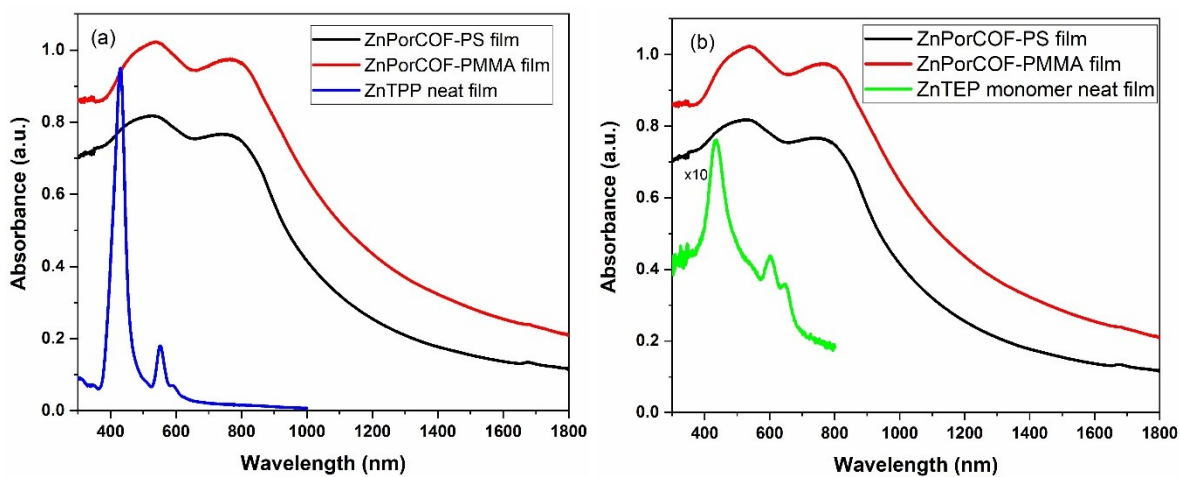 (a)
ZnPorCOF-PS film
ZnPorCOF-PMMA film
ZnTPP neat film
Absorbance (a.u.)
1.0
0.8
0.6
0.4
0.2
0.0
400 600 800 1000 1200 1400 1600 1800
Wavelength (nm)
(b)
ZnPorCOF-PS film
ZnPorCOF-PMMA film
ZnTEP monomer neat film
x10
Absorbance (a.u.)
1.0
0.8
0.6
0.4
0.2
0.0
400 600 800 1000 1200 1400 1600 1800
Wavelength (nm)